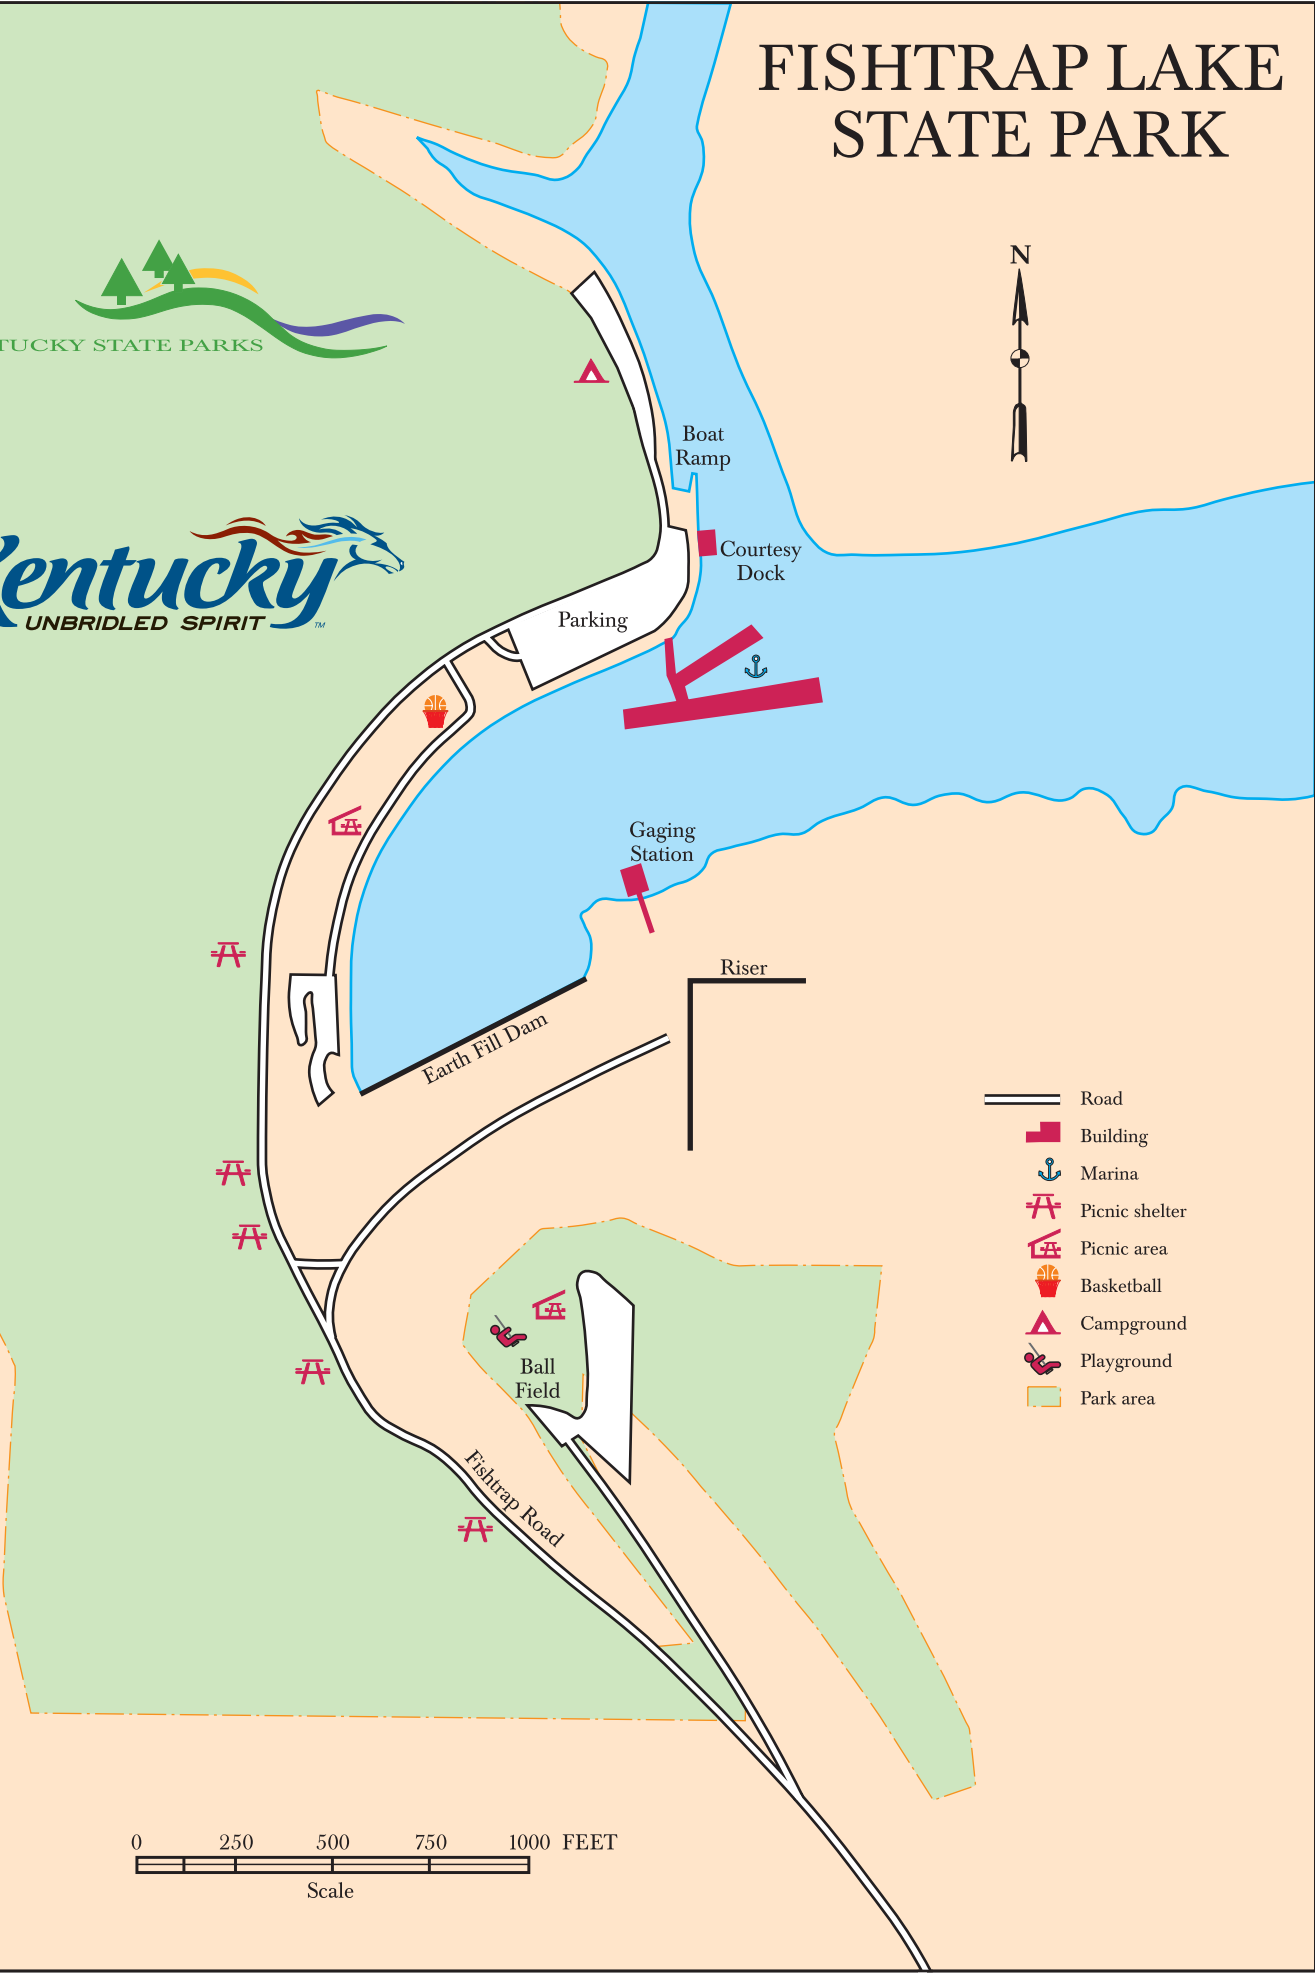 FISHTRAP LAKE
STATE PARK
N
TUCKY STATE PARKS
Boat
Ramp
Kentucky
UNBRIDLED SPIRIT
TM
Courtesy
Dock
Parking
Gaging
Station
Riser
Earth Fill Dam
Road
Building
Marina
Picnic shelter
Picnic area
Basketball
Campground
Playground
Park area
Ball
Field
Fishtrap Road
0 250 500 750 1000 FEET
Scale